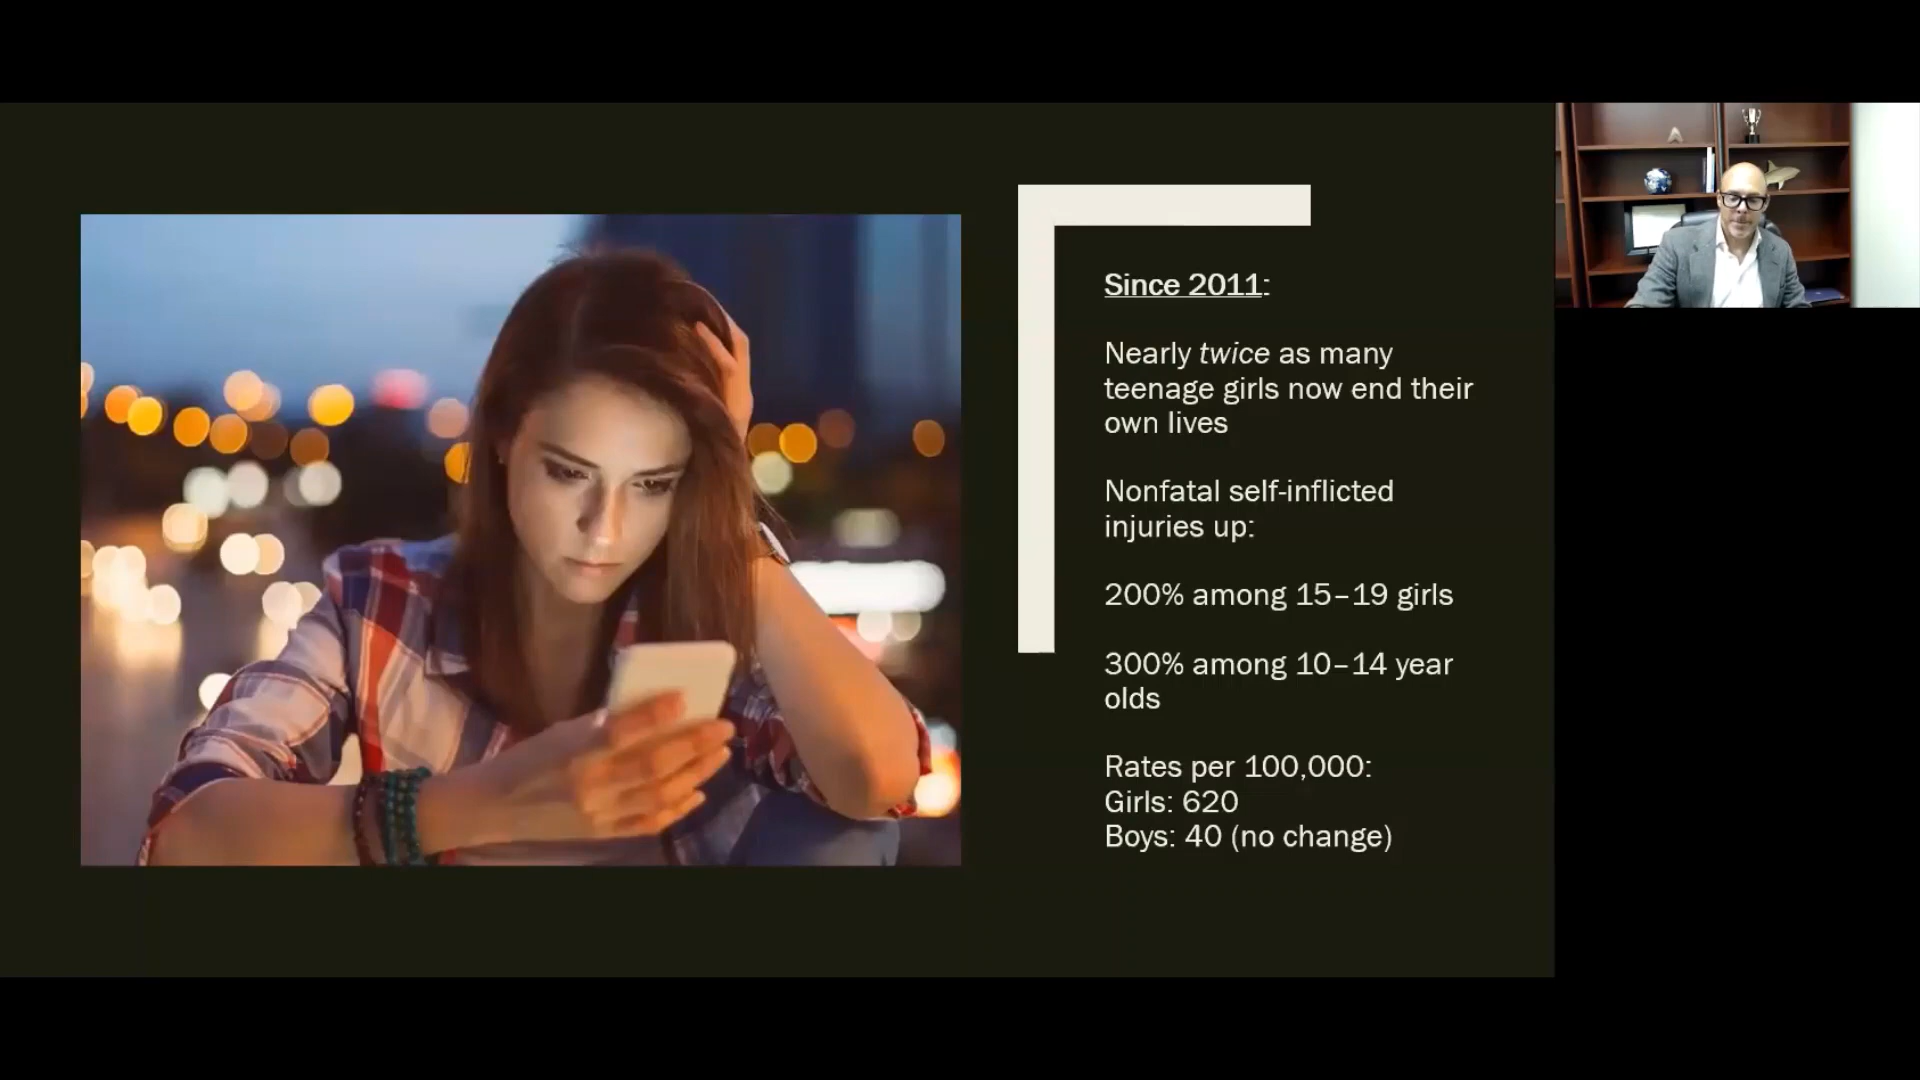 Since 2011:
Nearly twice as many
teenage girls now end their
own lives
Nonfatal self-inflicted
injuries up:
200% among 15–19 girls
300% among 10–14 year
olds
Rates per 100,000:
Girls: 620
Boys: 40 (no change)